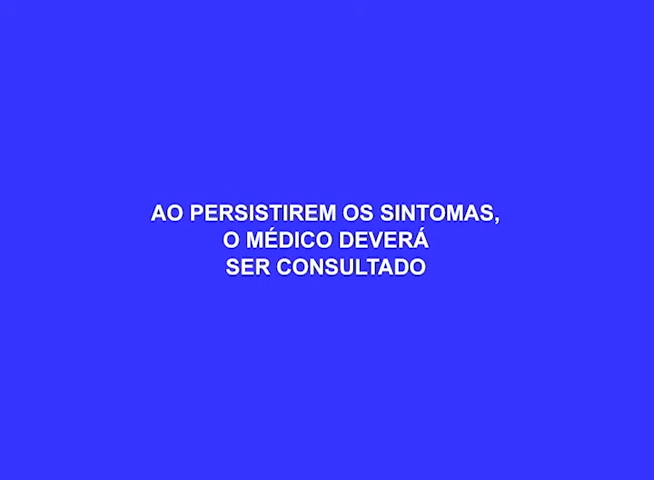 AO PERSISTIREM OS SINTOMAS,
O MÉDICO DEVERÁ
SER CONSULTADO